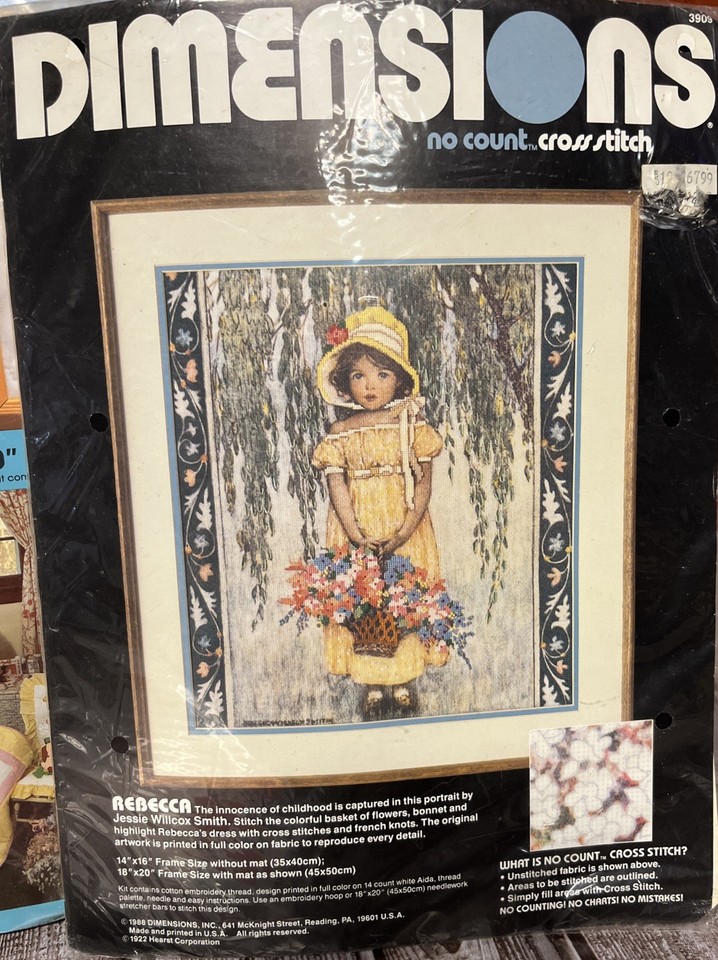 3909
DIMENSIONS®
no count™ cross stitch
6799
REBECCA The innocence of childhood is captured in this portrait by
Jessie Willcox Smith. Stitch the colorful basket of flowers, bonnet and
highlight Rebecca's dress with cross stitches and french knots. The original
artwork is printed in full color on fabric to reproduce every detail.
14"x16" Frame Size without mat (35x40cm);
18"x20" Frame Size with mat as shown (45x50cm)
Kit contains cotton embroidery thread, design printed in full color on 14 count white Aida, thread
palette, needle and easy instructions. Use an embroidery hoop or 18"x20" (45x50cm) needlework
stretcher bars to stitch this design.
© 1988 DIMENSIONS, INC., 641 McKnight Street, Reading, PA, 19601 U.S.A.
Made and printed in U.S.A. All rights reserved.
© 1922 Hearst Corporation
WHAT IS NO COUNT™ CROSS STITCH?
• Unstitched fabric is shown above.
• Areas to be stitched are outlined.
• Simply fill areas with Cross Stitch.
NO COUNTING! NO CHARTS! NO MISTAKES!